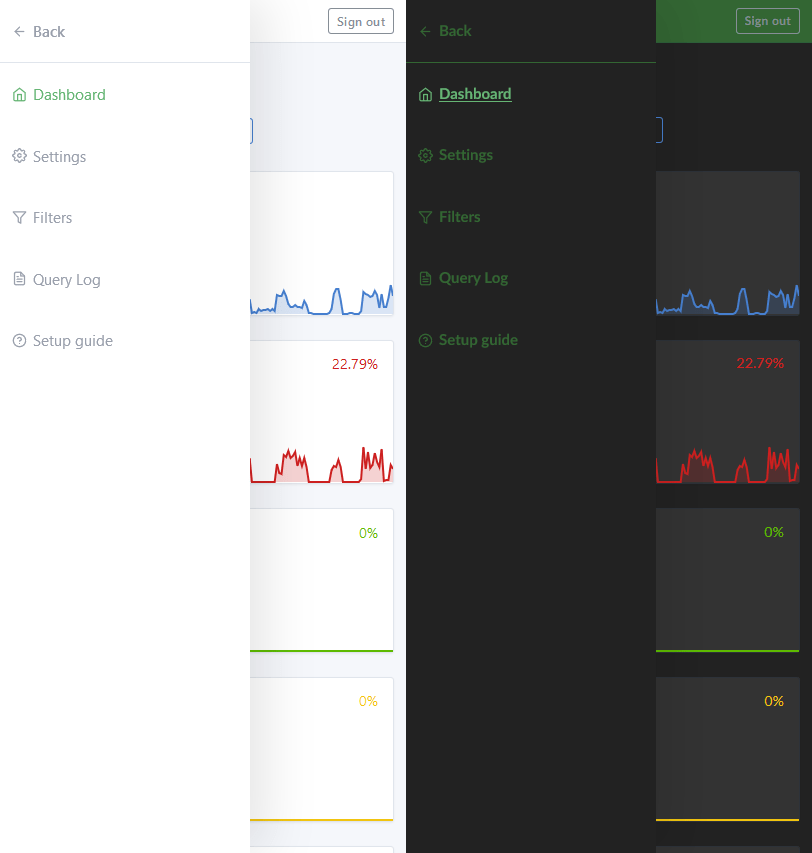 Back
Sign out
Dashboard
Settings
Filters
Query Log
Setup guide
22.79%
0%
0%
Back
Sign out
Dashboard
Settings
Filters
Query Log
Setup guide
22.79%
0%
0%